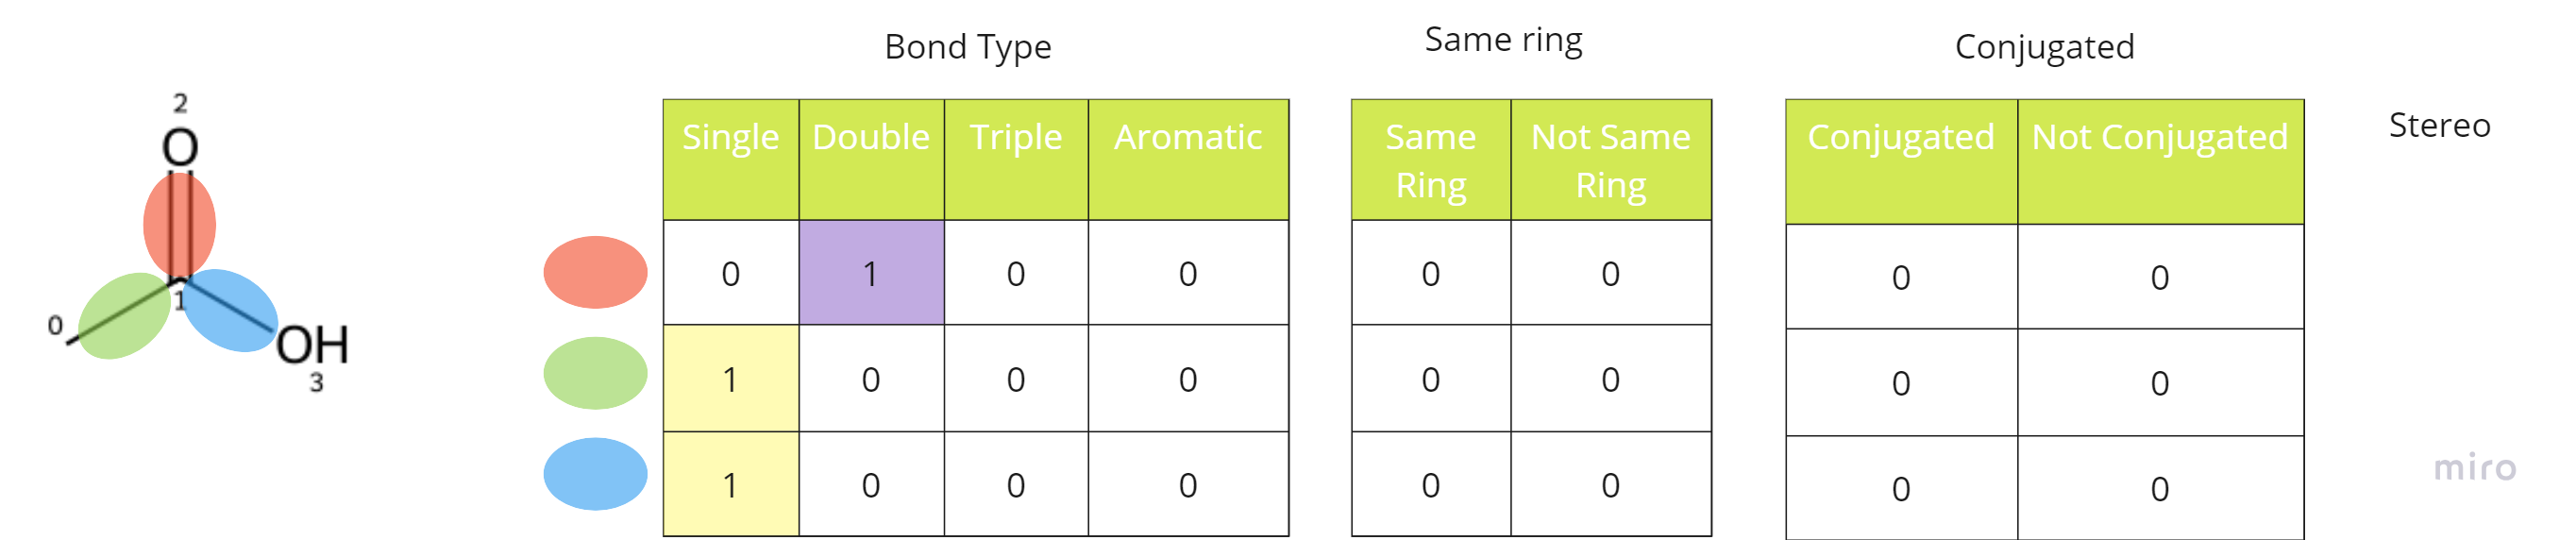 Bond Type
Same ring
Conjugated
Stereo
2
O
0
1
OH
3
Single Double Triple Aromatic
0 1 0 0
1 0 0 0
1 0 0 0
Same Ring
Not Same Ring
0 0
0 0
0 0
Conjugated Not Conjugated
0 0
0 0
0 0
miro